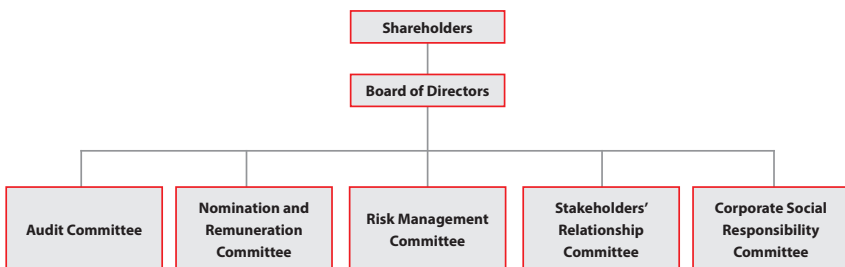 Shareholders
Board of Directors
Audit Committee
Nomination and
Remuneration
Committee
Risk Management
Committee
Stakeholders’
Relationship
Committee
Corporate Social
Responsibility
Committee